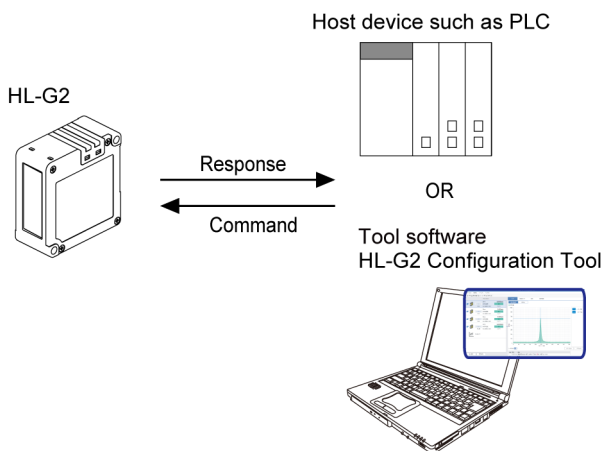 Host device such as PLC
HL-G2
Response
OR
Command
Tool software
HL-G2 Configuration Tool